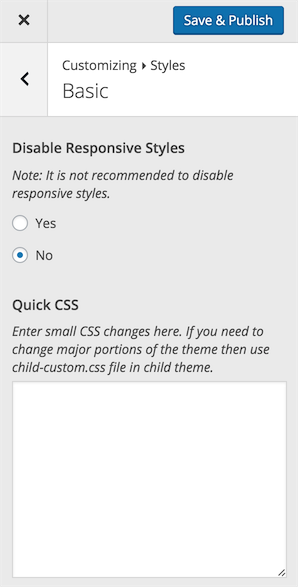 Save & Publish
Customizing ▸ Styles
Basic
Disable Responsive Styles
Note: It is not recommended to disable
responsive styles.
Yes
No
Quick CSS
Enter small CSS changes here. If you need to
change major portions of the theme then use
child-custom.css file in child theme.